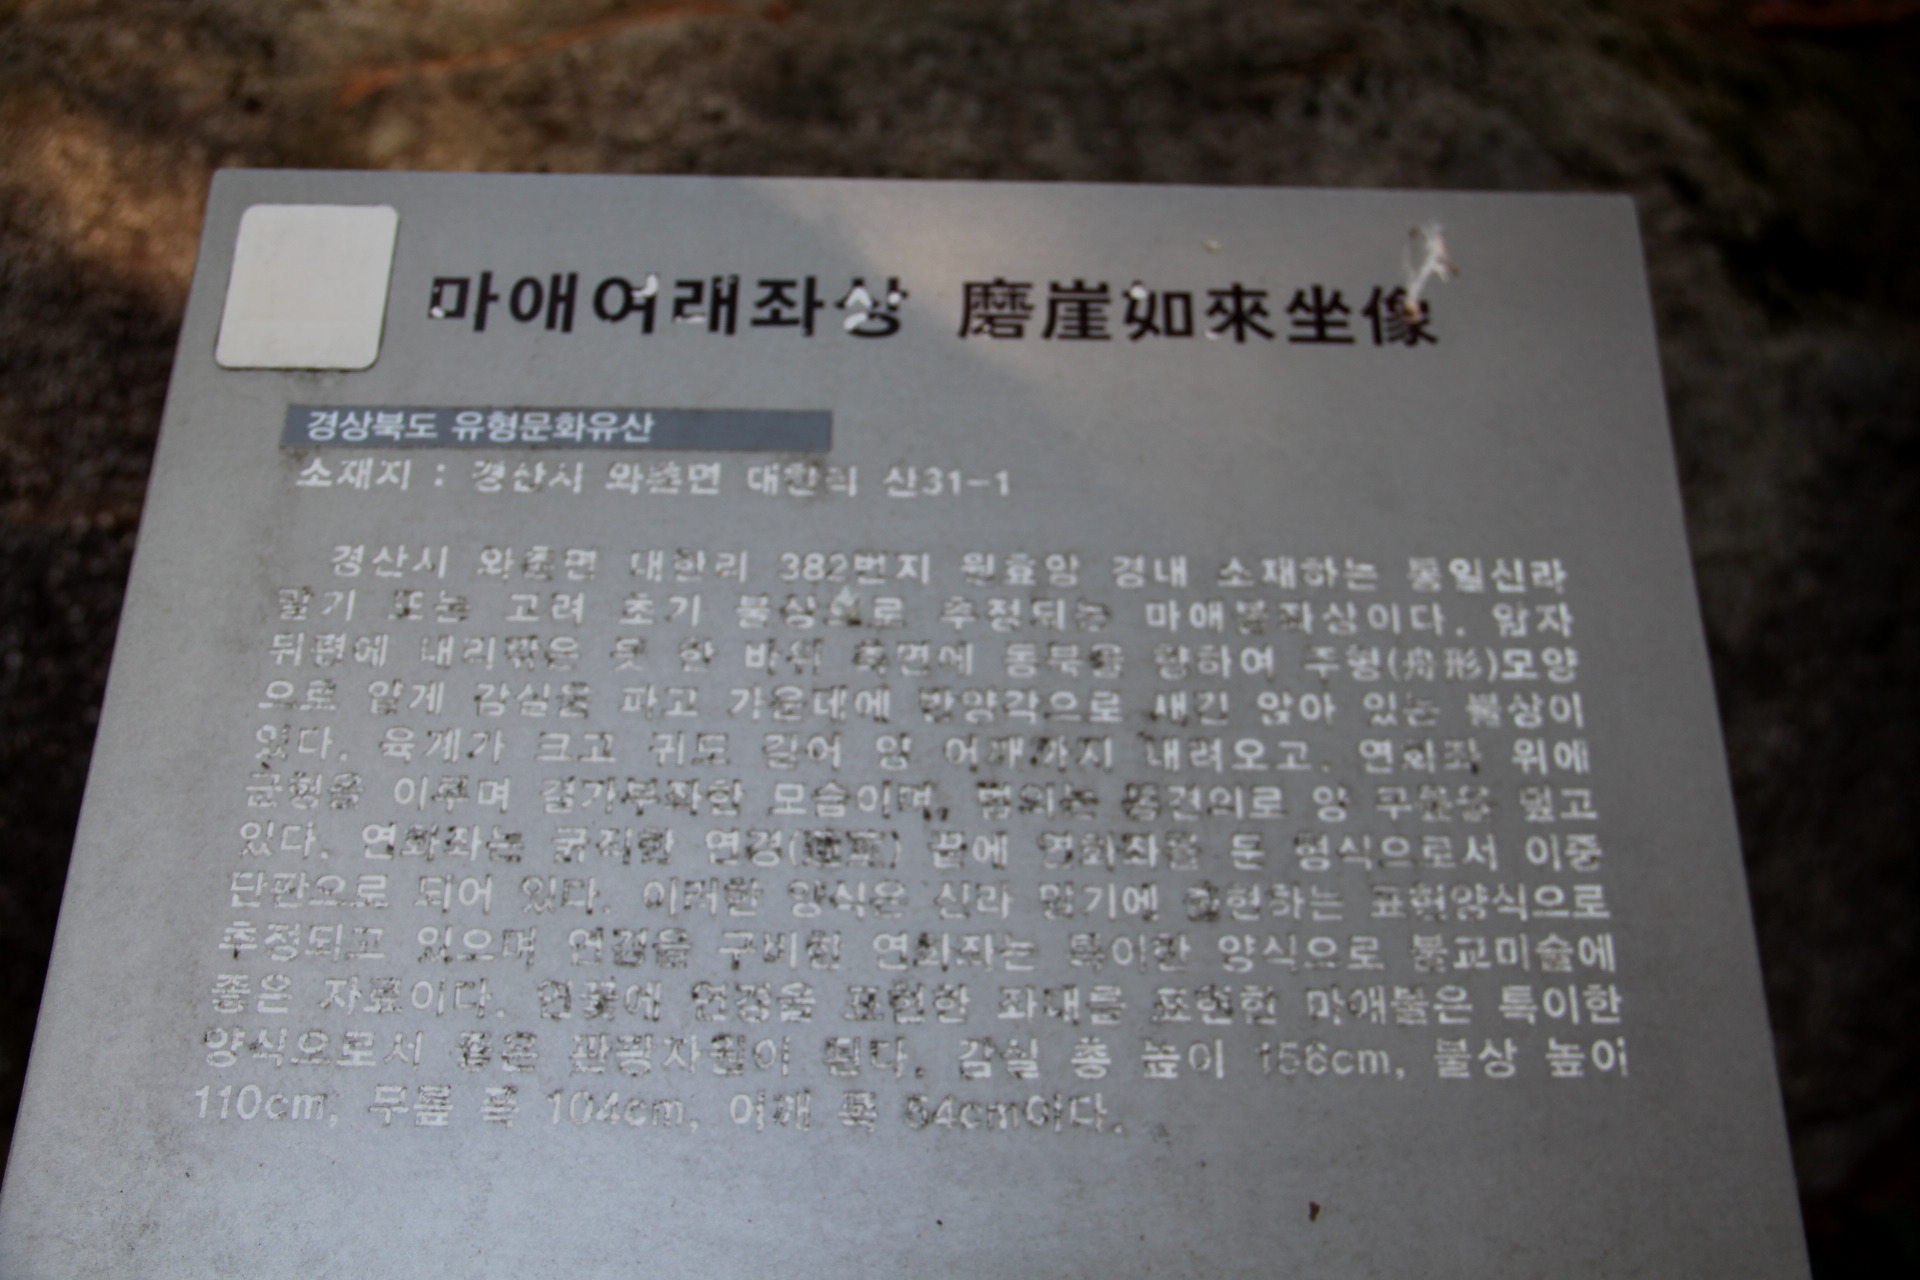 마애여래좌상 磨崖如來坐像
경상북도 유형문화유산
소재지 : 경산시 와촌면 대한리 산31-1
경산시 와촌면 대한리 382번지 원효암 경내 소재하는 통일신라
말기 또는 고려 초기 불상으로 추정되는 마애불좌상이다. 암자
뒤편에 내리꽂은 듯 한 바위 측면에 동북을 향하여 주형(舟形)모양
으로 얕게 감실을 파고 가운데에 반양각으로 새긴 앉아 있는 불상이
있다. 육계가 크고 귀도 길어 양 어깨까지 내려오고, 연화좌 위에
균형을 이루며 결가부좌한 모습이며, 법의는 통견의로 양 무릎을 덮고
있다. 연화좌는 굵직한 연경( ) 끝에 연화좌를 둔 형식으로서 이중
단판으로 되어 있다. 이러한 양식은 신라 말기에 출현하는 표현양식으로
추정되고 있으며 연경을 구비한 연화좌는 특이한 양식으로 불교미술에
좋은 자료이다. 연꽃에 연경을 표현한 좌대를 표현한 마애불은 특이한
양식으로서 좋은 관광자원이 된다. 감실 총 높이 156cm, 불상 높이
110cm, 무릎 폭 104cm, 어깨 폭 54cm이다.